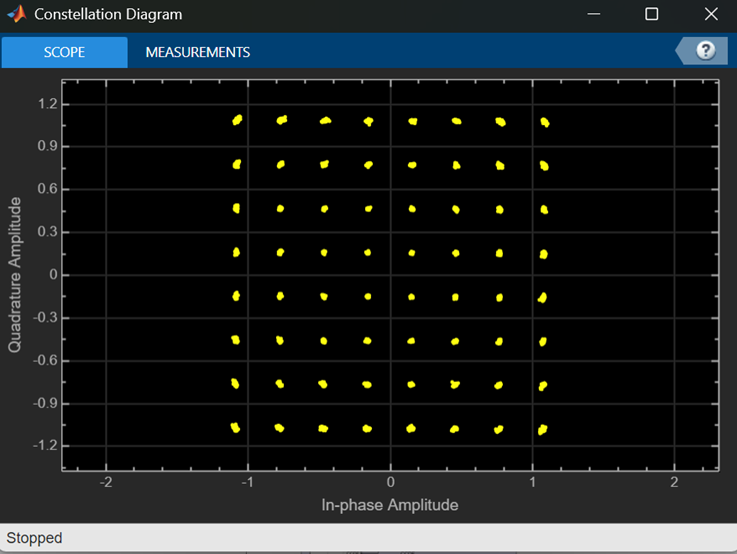 Constellation Diagram
SCOPE MEASUREMENTS ?
1.2
0.9
0.6
0.3
0
-0.3
-0.6
-0.9
-1.2
Quadrature Amplitude
-2 -1 0 1 2
In-phase Amplitude
Stopped